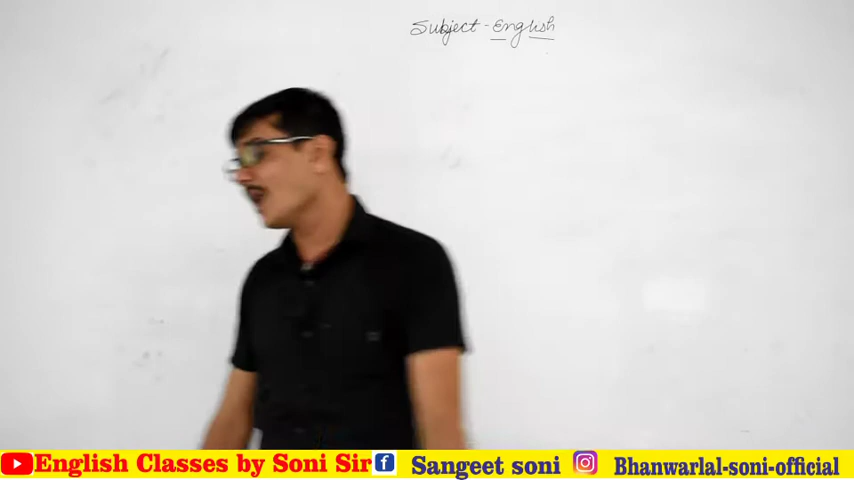 Subject - English
English Classes by Soni Sir Sangeet soni Bhanwarlal-soni-official